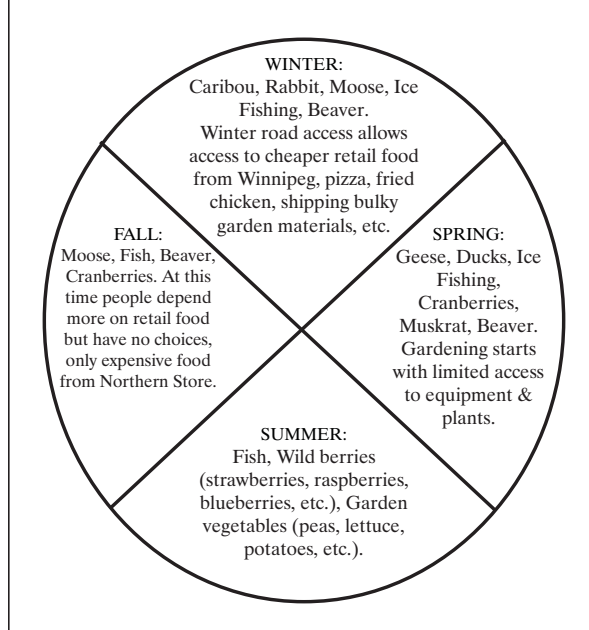 WINTER:
Caribou, Rabbit, Moose, Ice
Fishing, Beaver.
Winter road access allows
access to cheaper retail food
from Winnipeg, pizza, fried
chicken, shipping bulky
garden materials, etc.
FALL:
Moose, Fish, Beaver,
Cranberries. At this
time people depend
more on retail food
but have no choices,
only expensive food
from Northern Store.
SPRING:
Geese, Ducks, Ice
Fishing,
Cranberries,
Muskrat, Beaver.
Gardening starts
with limited access
to equipment &
plants.
SUMMER:
Fish, Wild berries
(strawberries, raspberries,
blueberries, etc.), Garden
vegetables (peas, lettuce,
potatoes, etc.).